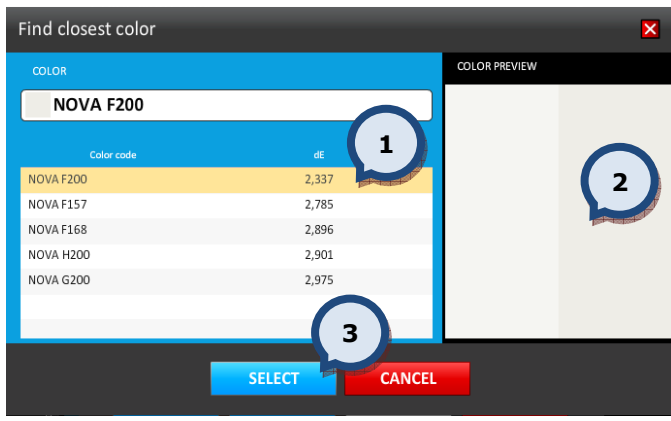 Find closest color
COLOR
COLOR PREVIEW
NOVA F200
Color code dE
1
NOVA F200 2,337
NOVA F157 2,785
2
NOVA F168 2,896
NOVA H200 2,901
NOVA G200 2,975
3
SELECT CANCEL